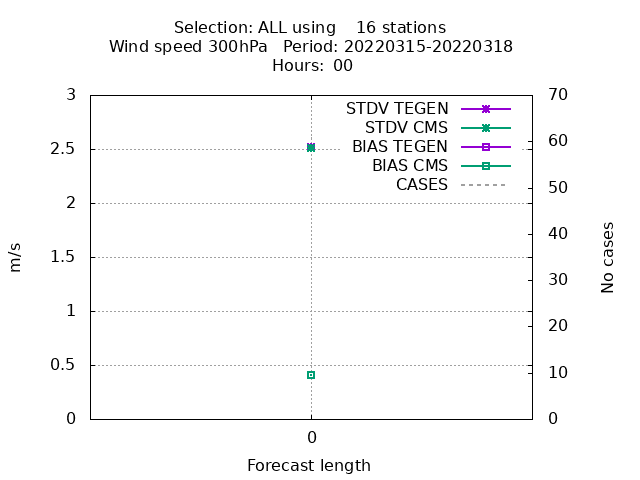 Selection: ALL using    16 stations
Wind speed 300hPa   Period: 20220315-20220318
Hours:  00
3
2.5
2
1.5
1
0.5
0
70
60
50
40
30
20
10
0
STDV TEGEN
STDV CMS
BIAS TEGEN
BIAS CMS
CASES
m/s
No cases
0
Forecast length